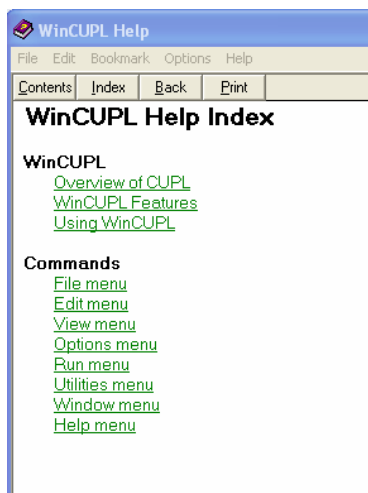 WinCUPL Help
File Edit Bookmark Options Help
Contents Index Back Print
WinCUPL Help Index
WinCUPL
Overview of CUPL
WinCUPL Features
Using WinCUPL
Commands
File menu
Edit menu
View menu
Options menu
Run menu
Utilities menu
Window menu
Help menu